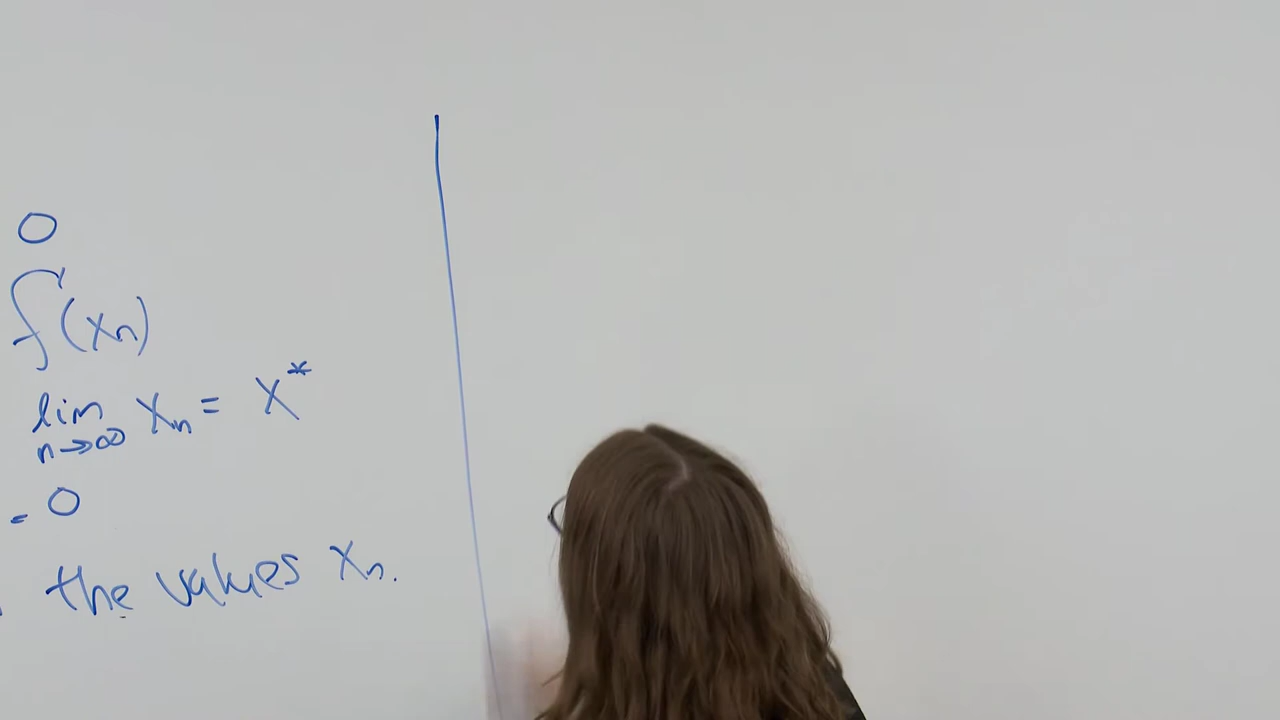 0
f(xₙ)
lim xₙ = x*
n→∞
= 0
the values xₙ.